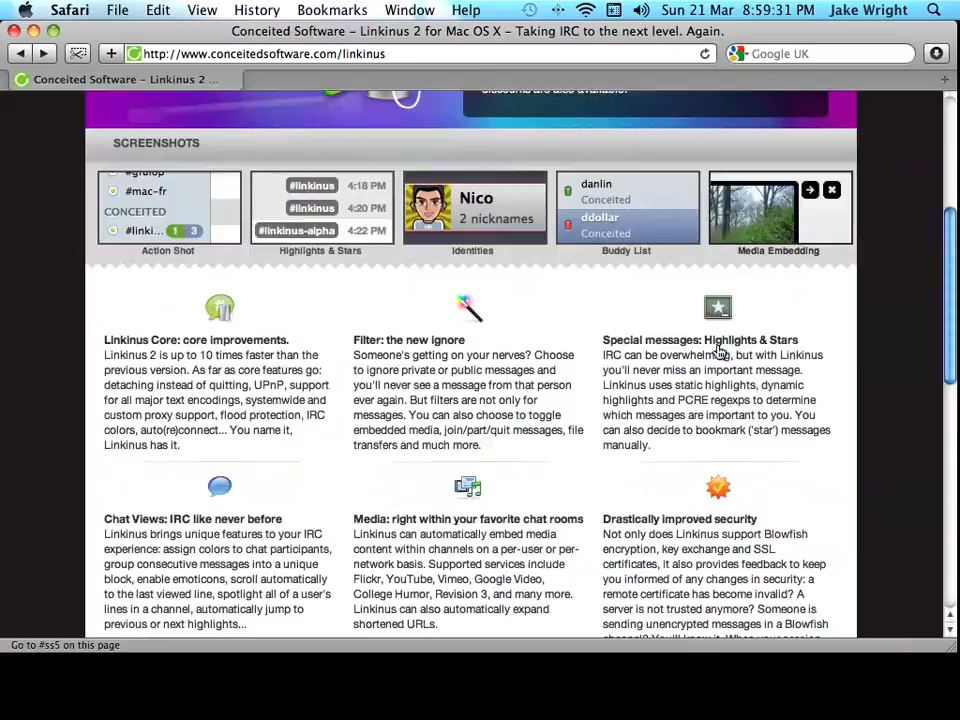 Safari File Edit View History Bookmarks Window Help Sun 21 Mar 8:59:31 PM Jake Wright
Conceited Software - Linkinus 2 for Mac OS X - Taking IRC to the next level. Again.
http://www.conceitedsoftware.com/linkinus
Google UK
Conceited Software - Linkinus 2 ...
discounts are also available!
SCREENSHOTS
#mac-fr
CONCEITED
#linki... 1 3
#linkinus 4:18 PM
#linkinus 4:20 PM
#linkinus-alpha 4:22 PM
Nico
2 nicknames
danlin
Conceited
ddollar
Conceited
Action Shot
Highlights & Stars
Identities
Buddy List
Media Embedding
Linkinus Core: core improvements.
Linkinus 2 is up to 10 times faster than the
previous version. As far as core features go:
detaching instead of quitting, UPnP, support
for all major text encodings, systemwide and
custom proxy support, flood protection, IRC
colors, auto(re)connect... You name it,
Linkinus has it.
Filter: the new ignore
Someone's getting on your nerves? Choose
to ignore private or public messages and
you'll never see a message from that person
ever again. But filters are not only for
messages. You can also choose to toggle
embedded media, join/part/quit messages, file
transfers and much more.
Special messages: Highlights & Stars
IRC can be overwhelming, but with Linkinus
you'll never miss an important message.
Linkinus uses static highlights, dynamic
highlights and PCRE regexps to determine
which messages are important to you. You
can also decide to bookmark ('star') messages
manually.
Chat Views: IRC like never before
Linkinus brings unique features to your IRC
experience: assign colors to chat participants,
group consecutive messages into a unique
block, enable emoticons, scroll automatically
to the last viewed line, spotlight all of a user's
lines in a channel, automatically jump to
previous or next highlights...
Media: right within your favorite chat rooms
Linkinus can automatically embed media
content within channels on a per-user or per-
network basis. Supported services include
Flickr, YouTube, Vimeo, Google Video,
College Humor, Revision 3, and many more.
Linkinus can also automatically expand
shortened URLs.
Drastically improved security
Not only does Linkinus support Blowfish
encryption, key exchange and SSL
certificates, it also provides feedback to keep
you informed of any changes in security: a
remote certificate has become invalid? A
server is not trusted anymore? Someone is
sending unencrypted messages in a Blowfish
Go to #ss5 on this page